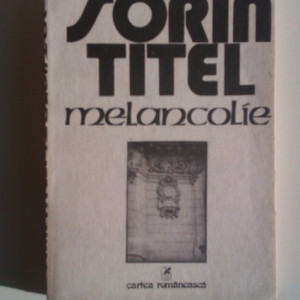 SORIN
TITEL
melancolie
cartea românească